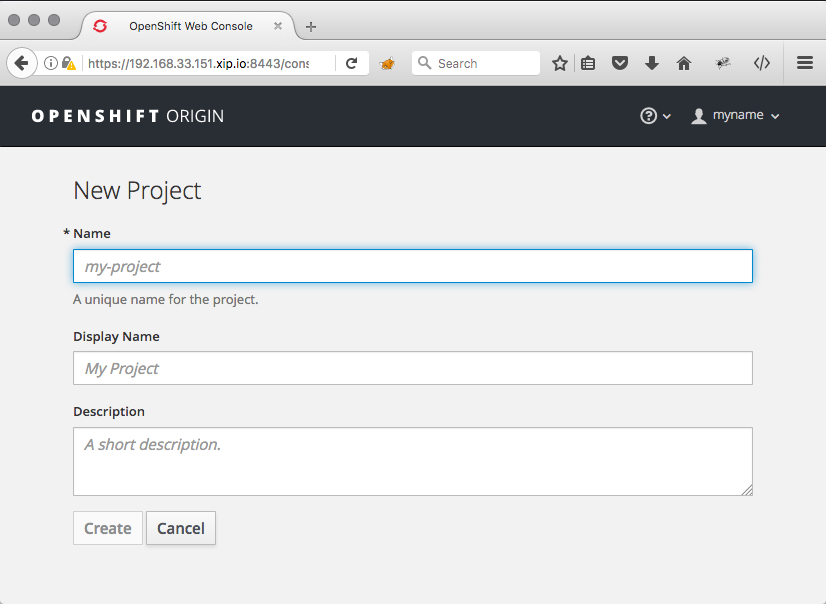 OpenShift Web Console
https://192.168.33.151.xip.io:8443/cons
Search
OPENSHIFT ORIGIN
myname
New Project
* Name
my-project
A unique name for the project.
Display Name
My Project
Description
A short description.
Create Cancel